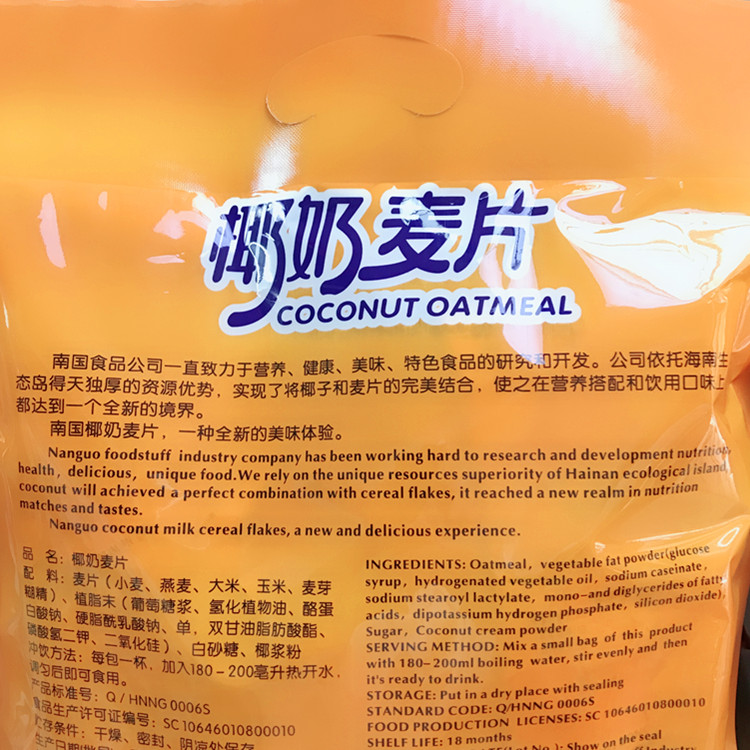 椰奶麦片
COCONUT OATMEAL
南国食品公司一直致力于营养、健康、美味、特色食品的研究和开发。公司依托海南生
态岛得天独厚的资源优势，实现了将椰子和麦片的完美结合，使之在营养搭配和饮用口味上
都达到一个全新的境界。
南国椰奶麦片，一种全新的美味体验。
Nanguo foodstuff industry company has been working hard to research and development nutrition,
health, delicious, unique food.We rely on the unique resources superiority of Hainan ecological island,
coconut will achieved a perfect combination with cereal flakes, it reached a new realm in nutrition
matches and tastes.
Nanguo coconut milk cereal flakes, a new and delicious experience.
品 名：椰奶麦片
配 料：麦片（小麦、燕麦、大米、玉米、麦芽
糊精）、植脂末（葡萄糖浆、氢化植物油、酪蛋
白酸钠、硬脂酰乳酸钠、单，双甘油脂肪酸酯、
磷酸氢二钾、二氧化硅）、白砂糖、椰浆粉
冲饮方法：每包一杯，加入180-200毫升热开水，
调匀后即可食用。
产品标准号：Q/HNNG 0006S
食品生产许可证编号：SC 10646010800010
贮存条件：干燥、密封、阴凉处保存
INGREDIENTS: Oatmeal, vegetable fat powder(glucose
syrup, hydrogenated vegetable oil, sodium caseinate,
sodium stearoyl lactylate, mono-and diglycerides of fatty
acids, dipotassium hydrogen phosphate, silicon dioxide),
Sugar, Coconut cream powder
SERVING METHOD: Mix a small bag of this product
with 180-200ml boiling water, stir evenly and then
it's ready to drink.
STORAGE: Put in a dry place with sealing
STANDARD CODE: Q/HNNG 0006S
FOOD PRODUCTION LICENSES: SC 10646010800010
SHELF LIFE: 18 months